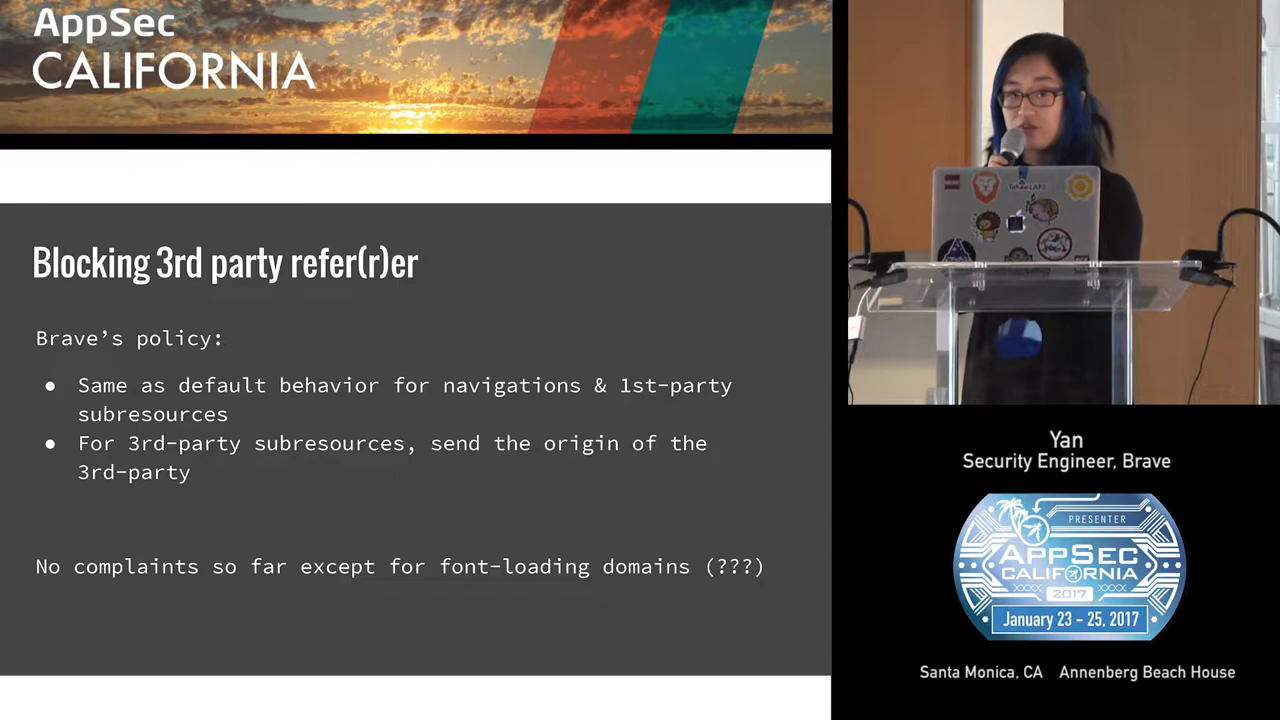 AppSec
CALIFORNIA
Blocking 3rd party refer(r)er
Brave’s policy:
● Same as default behavior for navigations & 1st-party
subresources
● For 3rd-party subresources, send the origin of the
3rd-party
No complaints so far except for font-loading domains (???)
Yan
Security Engineer, Brave
PRESENTER
APPSEC
CALIFORNIA
2017
January 23 – 25, 2017
Santa Monica, CA Annenberg Beach House